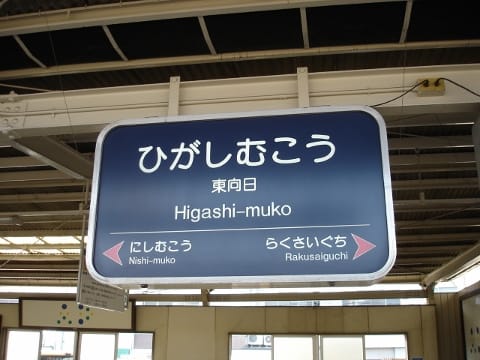 ひがしむこう
東向日
Higashi-muko
にしむこう
Nishi-muko
らくさいぐち
Rakusaiguchi